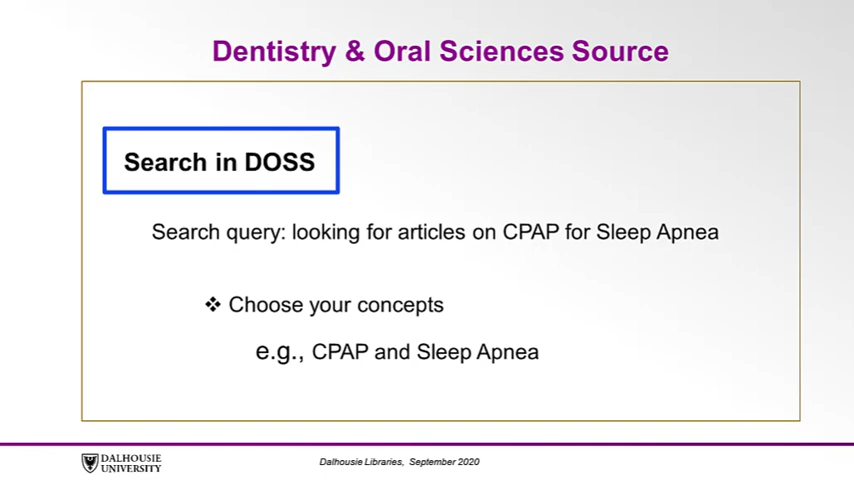 Dentistry & Oral Sciences Source
Search in DOSS
Search query: looking for articles on CPAP for Sleep Apnea
❖ Choose your concepts
e.g., CPAP and Sleep Apnea
DALHOUSIE
UNIVERSITY
Dalhousie Libraries, September 2020